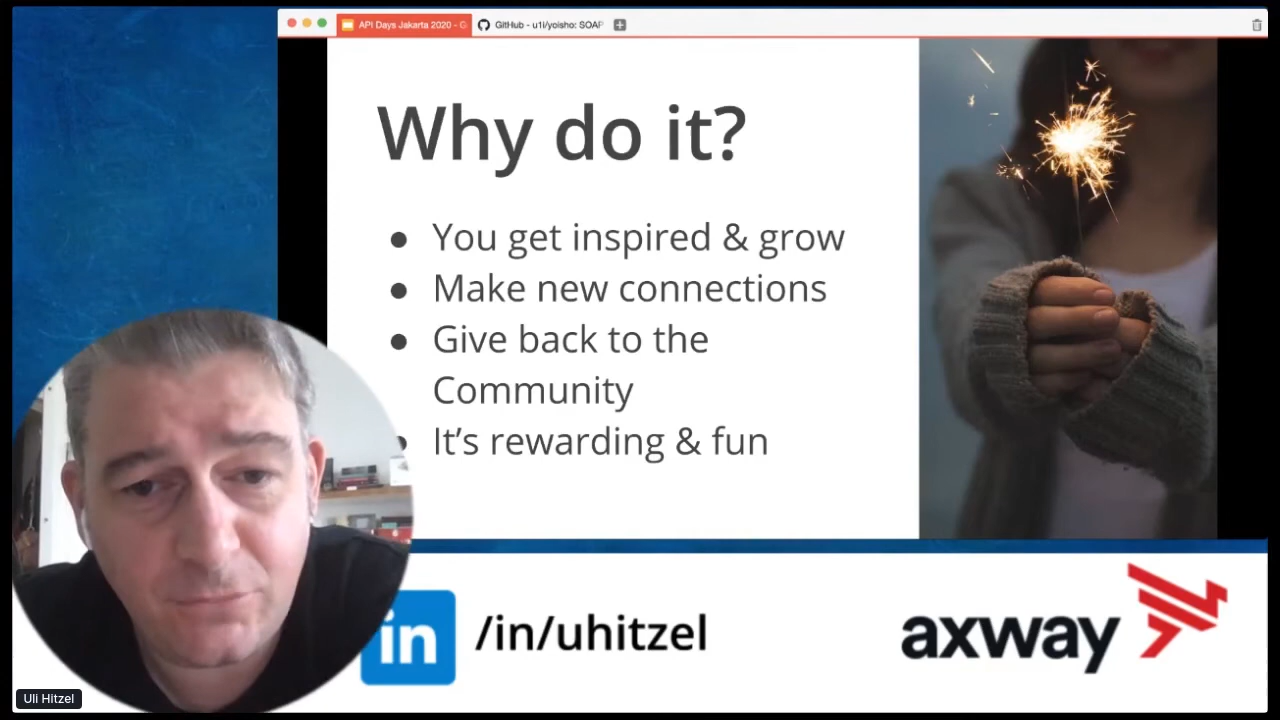 API Days Jakarta 2020 - G
GitHub - u1i/yoisho: SOAP
Why do it?
● You get inspired & grow
● Make new connections
● Give back to the
Community
● It's rewarding & fun
in /in/uhitzel
axway
Uli Hitzel